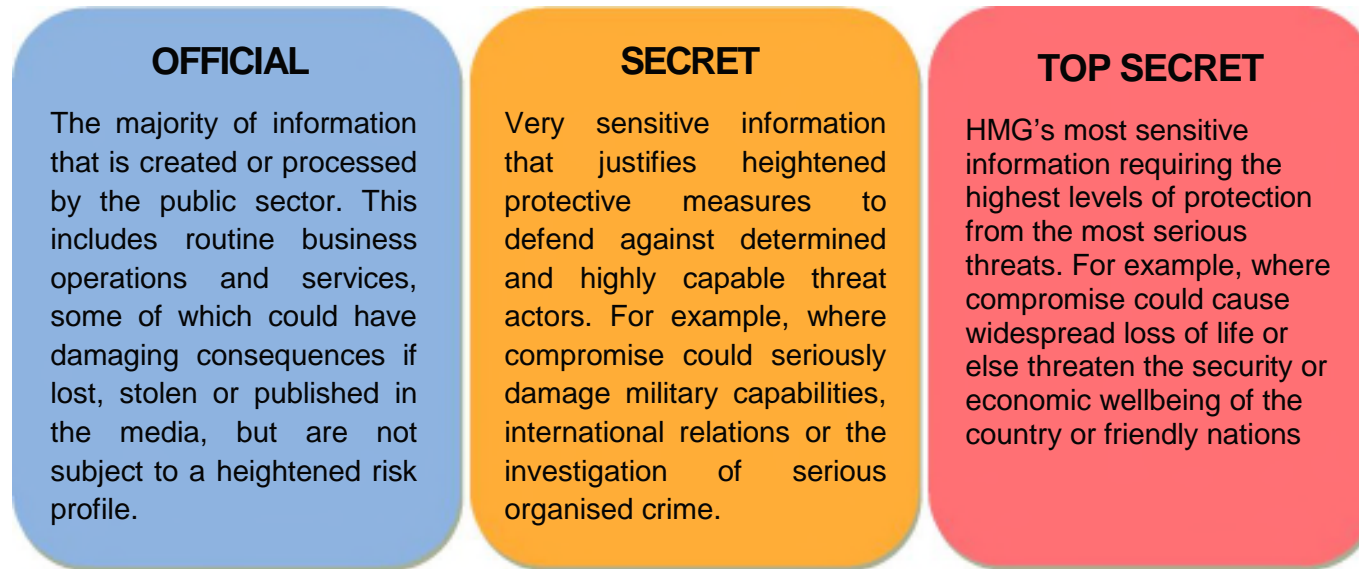 OFFICIAL
The majority of information
that is created or processed
by the public sector. This
includes routine business
operations and services,
some of which could have
damaging consequences if
lost, stolen or published in
the media, but are not
subject to a heightened risk
profile.
SECRET
Very sensitive information
that justifies heightened
protective measures to
defend against determined
and highly capable threat
actors. For example, where
compromise could seriously
damage military capabilities,
international relations or the
investigation of serious
organised crime.
TOP SECRET
HMG’s most sensitive
information requiring the
highest levels of protection
from the most serious
threats. For example, where
compromise could cause
widespread loss of life or
else threaten the security or
economic wellbeing of the
country or friendly nations